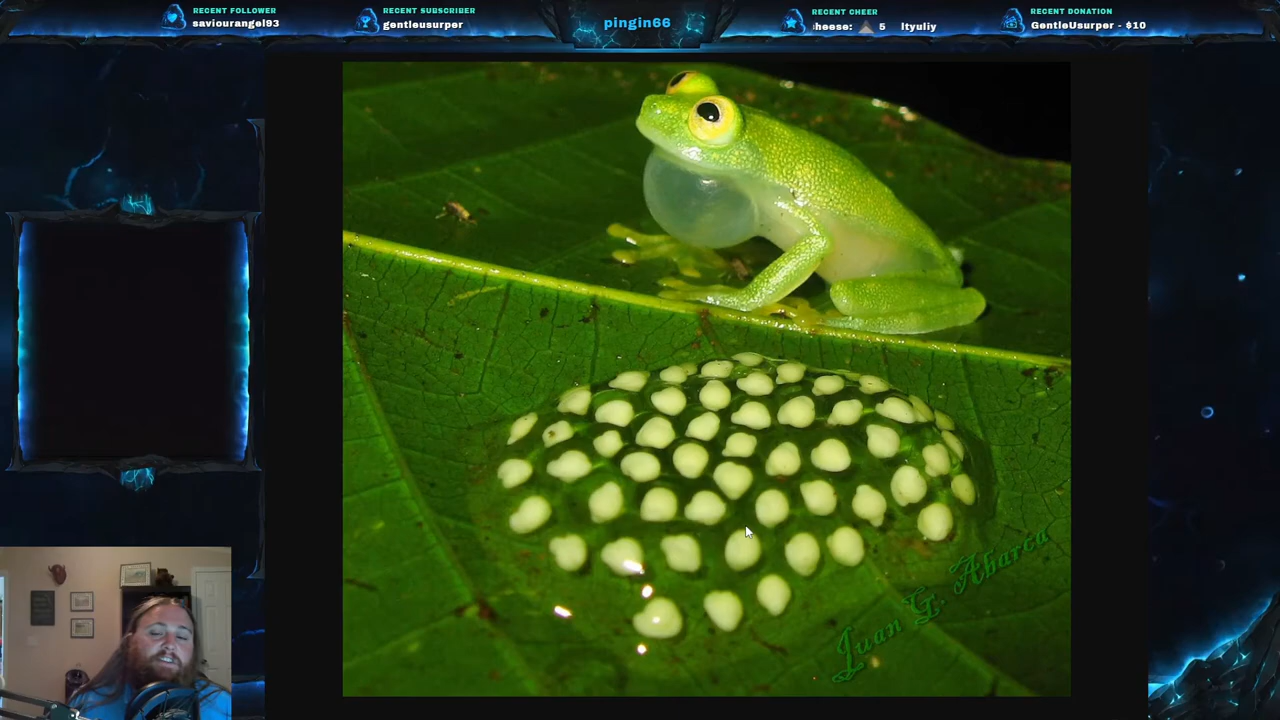 RECENT FOLLOWER
saviourangel93
RECENT SUBSCRIBER
gentleusurper
pingin66
RECENT CHEER
heese: 5 ltyuliy
RECENT DONATION
GentleUsurper - $10
Juan G. Abarca